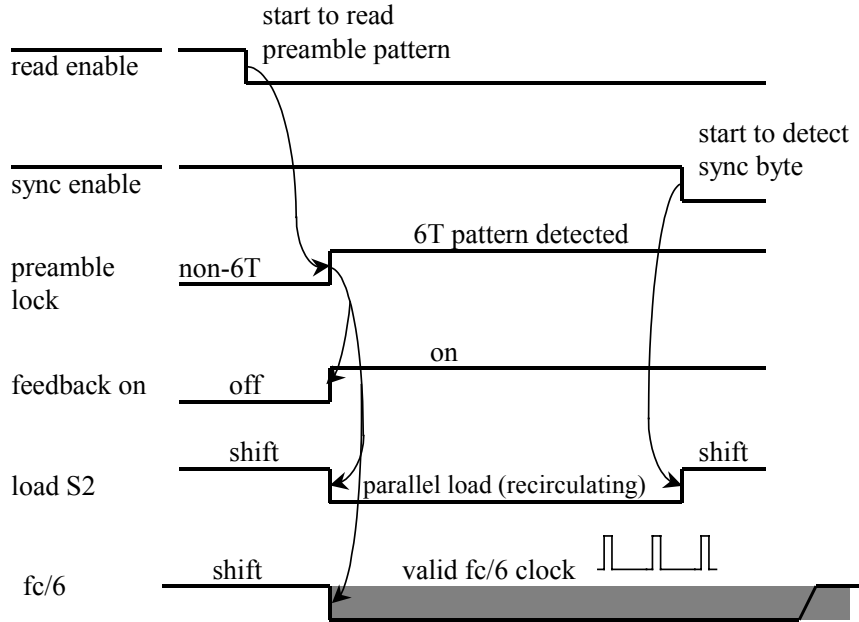 start to read
preamble pattern
read enable
start to detect
sync byte
sync enable
6T pattern detected
preamble
lock
non-6T
on
feedback on
off
shift
shift
load S2
parallel load (recirculating)
fc/6
shift
valid fc/6 clock